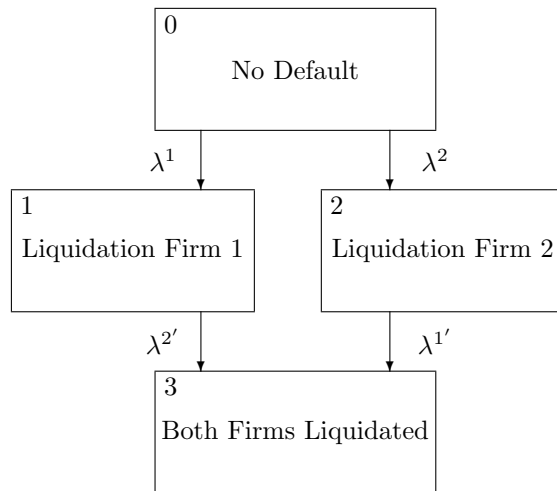 0
No Default
λ¹ λ²
1 2
Liquidation Firm 1 Liquidation Firm 2
λ²′ λ¹′
3
Both Firms Liquidated